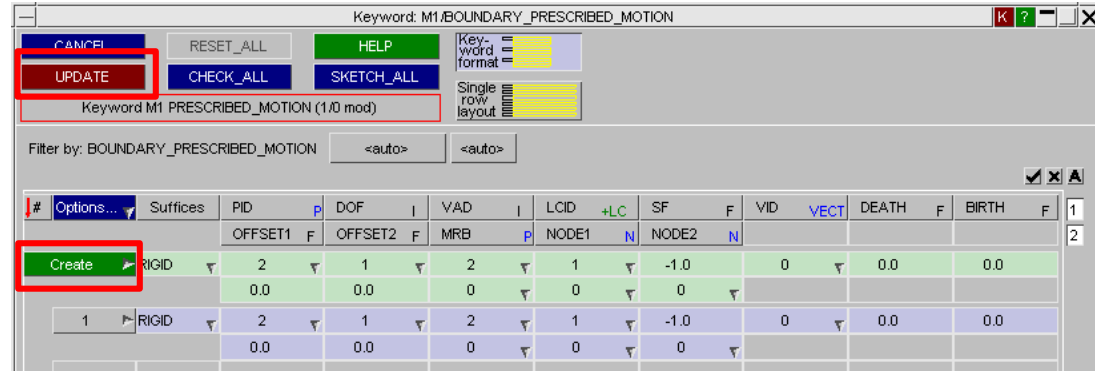 Keyword: M1/BOUNDARY_PRESCRIBED_MOTION K ? X
CANCEL RESET_ALL HELP Key-
word
format
UPDATE CHECK_ALL SKETCH_ALL Single
row
layout
Keyword M1 PRESCRIBED_MOTION (1/0 mod)
Filter by: BOUNDARY_PRESCRIBED_MOTION <auto> <auto>
A
# Options... Suffices PID P DOF I VAD I LCID +LC SF F VID VECT DEATH F BIRTH F 1
OFFSET1 F OFFSET2 F MRB P NODE1 N NODE2 N 2
Create RIGID 2 1 2 1 -1.0 0 0.0 0.0
0.0 0.0 0 0 0
1 RIGID 2 1 2 1 -1.0 0 0.0 0.0
0.0 0.0 0 0 0